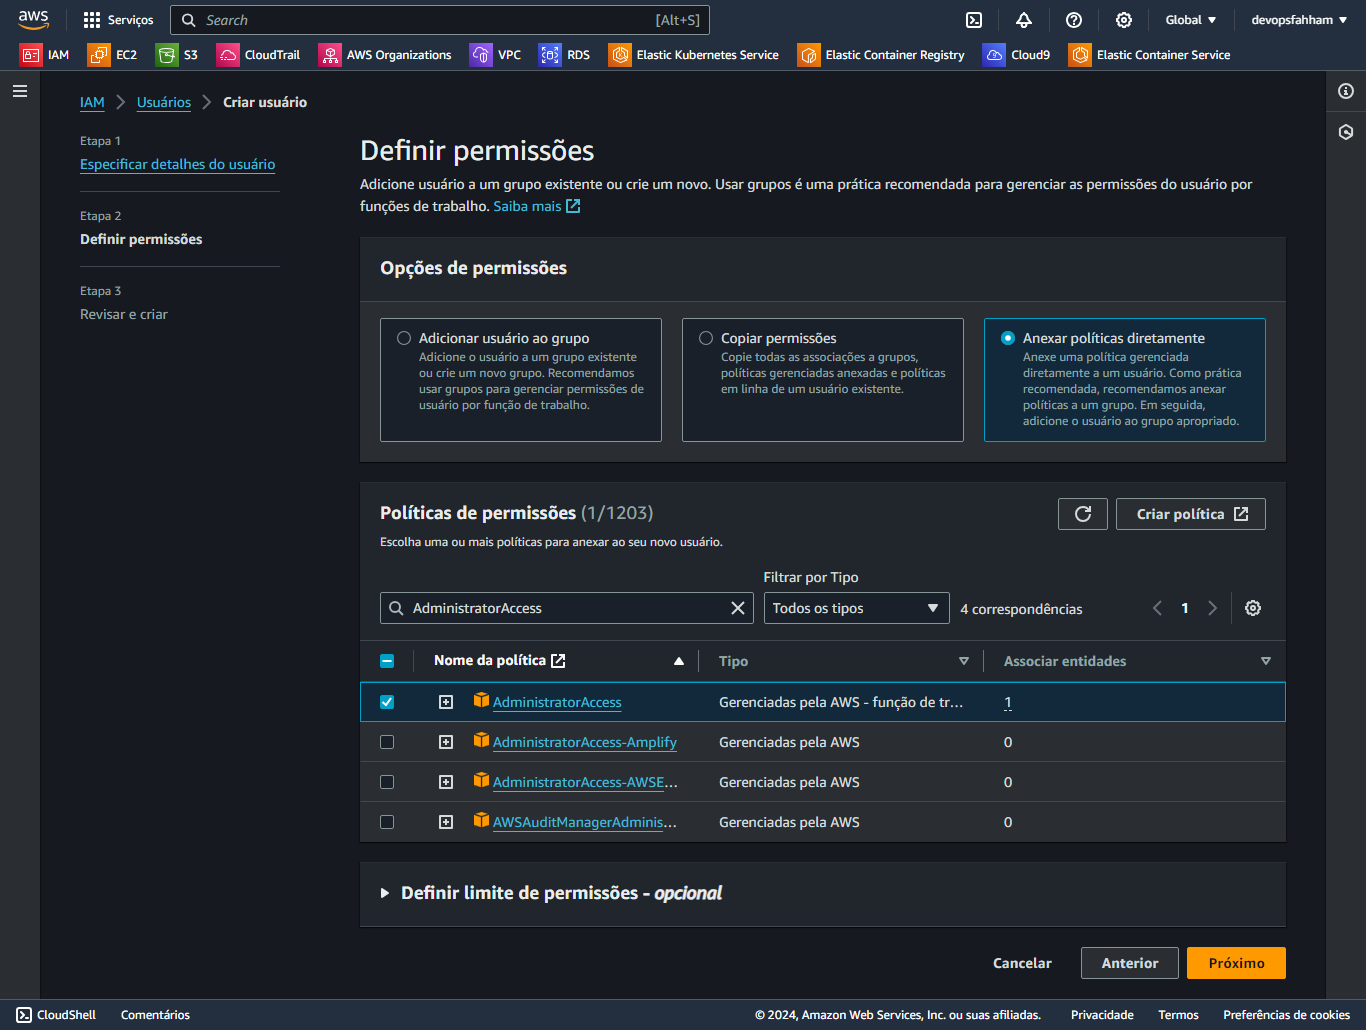 aws
Serviços
Search
[Alt+S]
Global
devopsfahham
IAM
EC2
S3
CloudTrail
AWS Organizations
VPC
RDS
Elastic Kubernetes Service
Elastic Container Registry
Cloud9
Elastic Container Service
IAM
Usuários
Criar usuário
Etapa 1
Especificar detalhes do usuário
Etapa 2
Definir permissões
Etapa 3
Revisar e criar
Definir permissões
Adicione usuário a um grupo existente ou crie um novo. Usar grupos é uma prática recomendada para gerenciar as permissões do usuário por
funções de trabalho. Saiba mais
Opções de permissões
Adicionar usuário ao grupo
Adicione o usuário a um grupo existente
ou crie um novo grupo. Recomendamos
usar grupos para gerenciar permissões de
usuário por função de trabalho.
Copiar permissões
Copie todas as associações a grupos,
políticas gerenciadas anexadas e políticas
em linha de um usuário existente.
Anexar políticas diretamente
Anexe uma política gerenciada
diretamente a um usuário. Como prática
recomendada, recomendamos anexar
políticas a um grupo. Em seguida,
adicione o usuário ao grupo apropriado.
Políticas de permissões (1/1203)
Escolha uma ou mais políticas para anexar ao seu novo usuário.
Criar política
Filtrar por Tipo
AdministratorAccess
Todos os tipos
4 correspondências
1
Nome da política
Tipo
Associar entidades
AdministratorAccess
Gerenciadas pela AWS - função de tr...
1
AdministratorAccess-Amplify
Gerenciadas pela AWS
0
AdministratorAccess-AWSE...
Gerenciadas pela AWS
0
AWSAuditManagerAdminis...
Gerenciadas pela AWS
0
Definir limite de permissões - opcional
Cancelar
Anterior
Próximo
CloudShell
Comentários
© 2024, Amazon Web Services, Inc. ou suas afiliadas.
Privacidade
Termos
Preferências de cookies